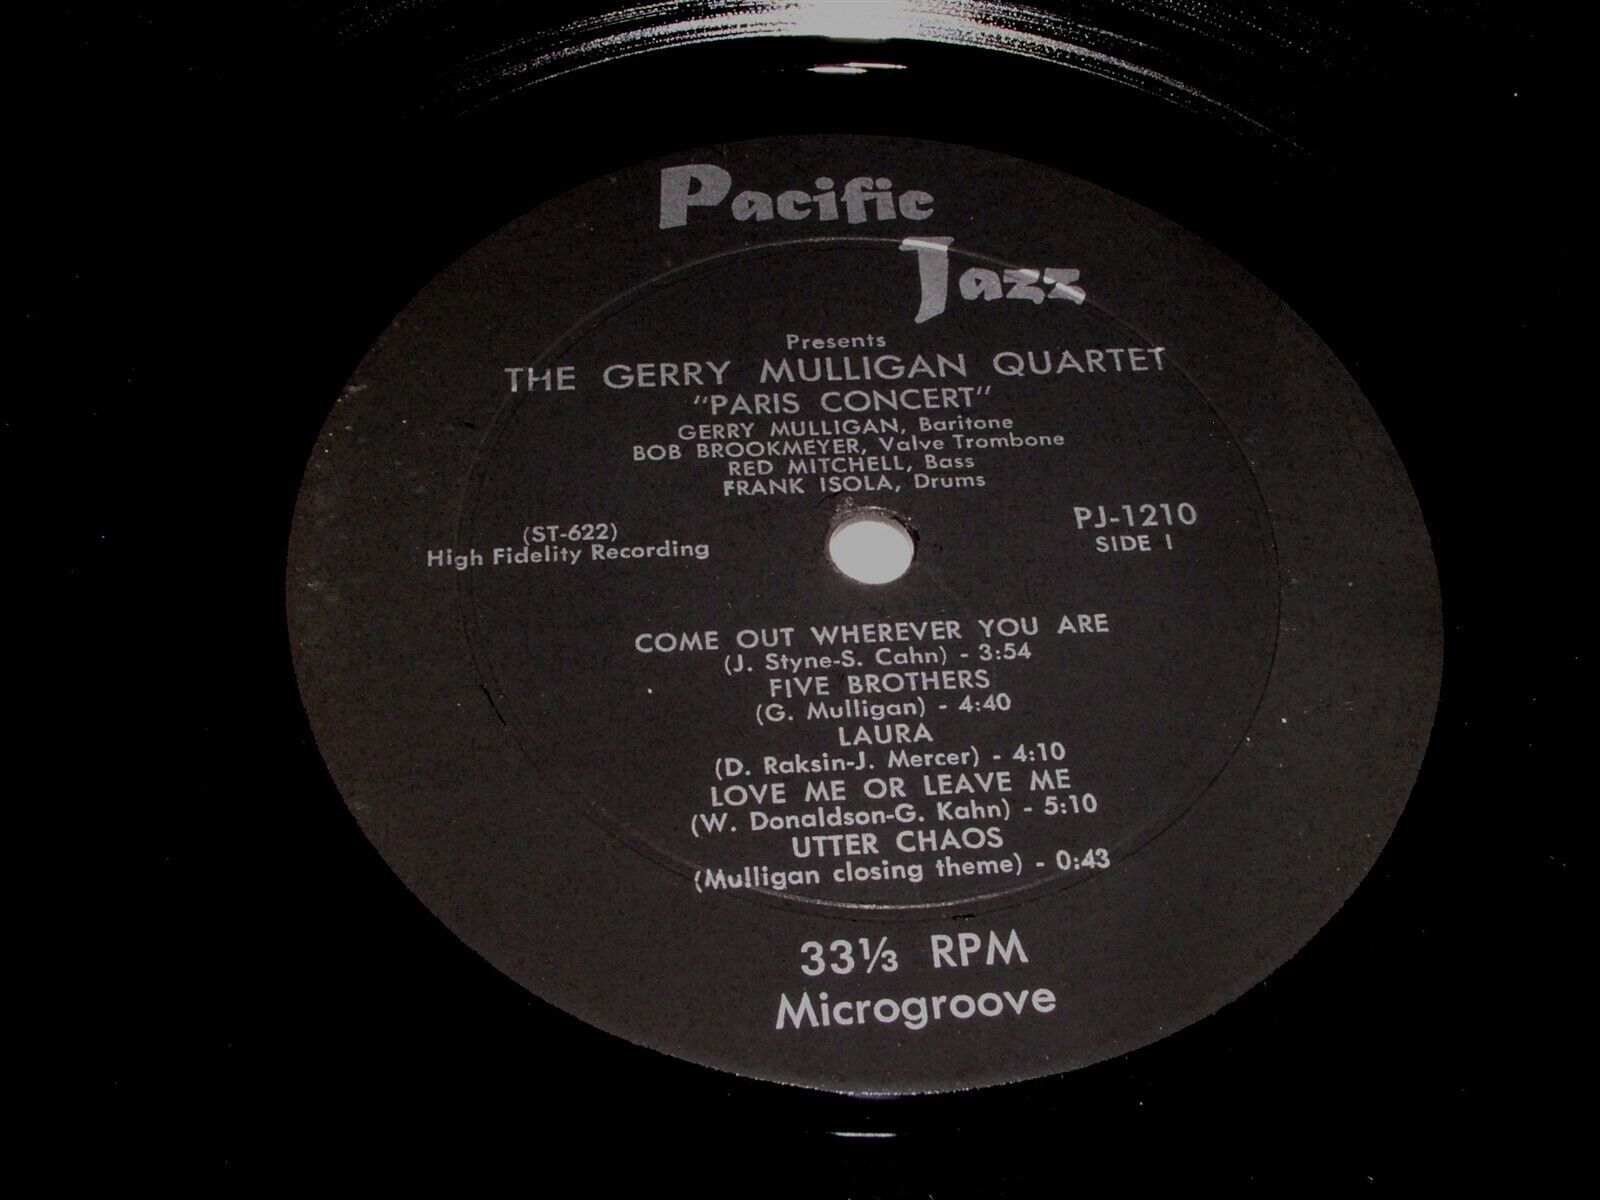 Pacific
Jazz
Presents
THE GERRY MULLIGAN QUARTET
"PARIS CONCERT"
GERRY MULLIGAN, Baritone
BOB BROOKMEYER, Valve Trombone
RED MITCHELL, Bass
FRANK ISOLA, Drums
(ST-622)
High Fidelity Recording
PJ-1210
SIDE I
COME OUT WHEREVER YOU ARE
(J. Styne-S. Cahn) - 3:54
FIVE BROTHERS
(G. Mulligan) - 4:40
LAURA
(D. Raksin-J. Mercer) - 4:10
LOVE ME OR LEAVE ME
(W. Donaldson-G. Kahn) - 5:10
UTTER CHAOS
(Mulligan closing theme) - 0:43
33⅓ RPM
Microgroove